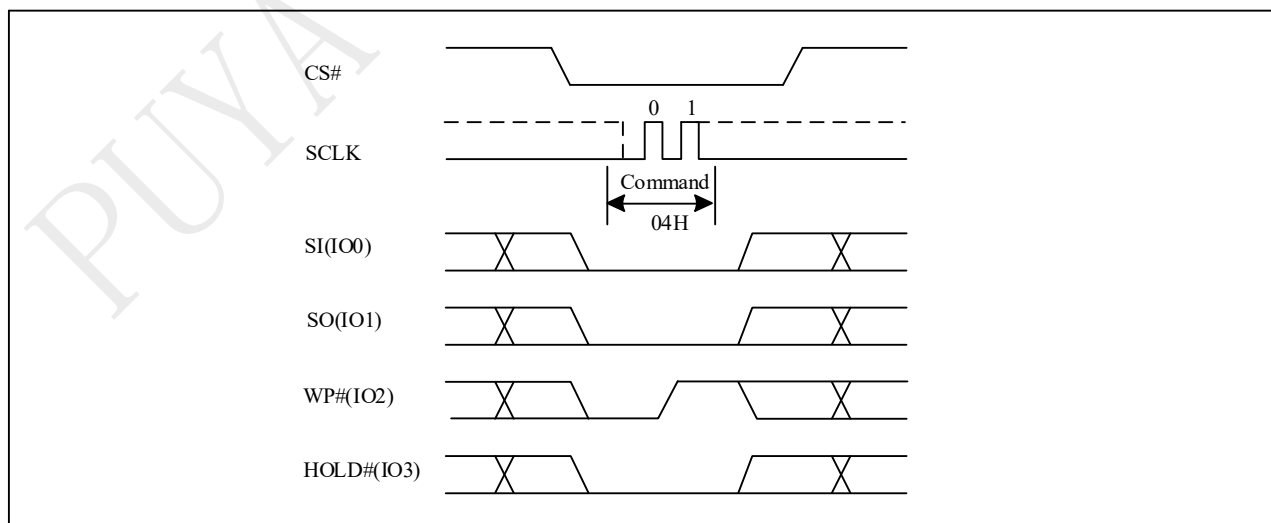 PUYA
CS#
0 1
SCLK
Command
04H
SI(IO0)
SO(IO1)
WP#(IO2)
HOLD#(IO3)